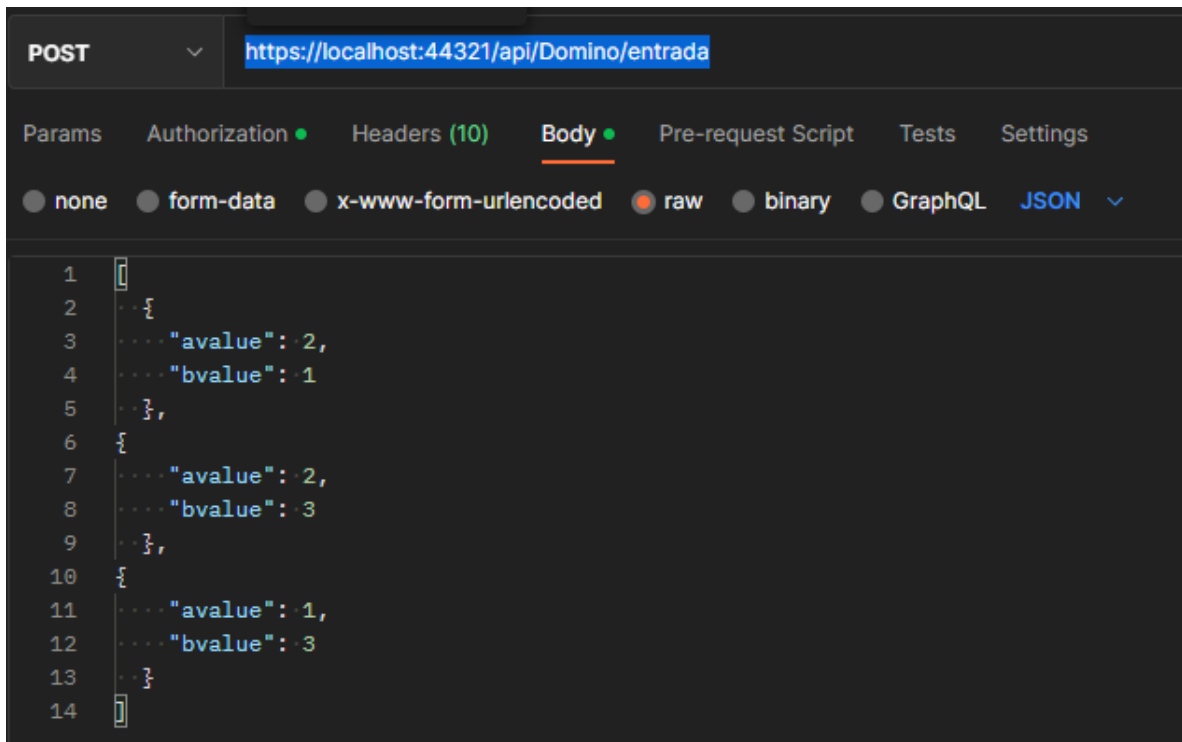 POST https://localhost:44321/api/Domino/entrada
Params Authorization Headers (10) Body Pre-request Script Tests Settings
none form-data x-www-form-urlencoded raw binary GraphQL JSON
1 [
2 {
3 "avalue": 2,
4 "bvalue": 1
5 },
6 {
7 "avalue": 2,
8 "bvalue": 3
9 },
10 {
11 "avalue": 1,
12 "bvalue": 3
13 }
14 ]